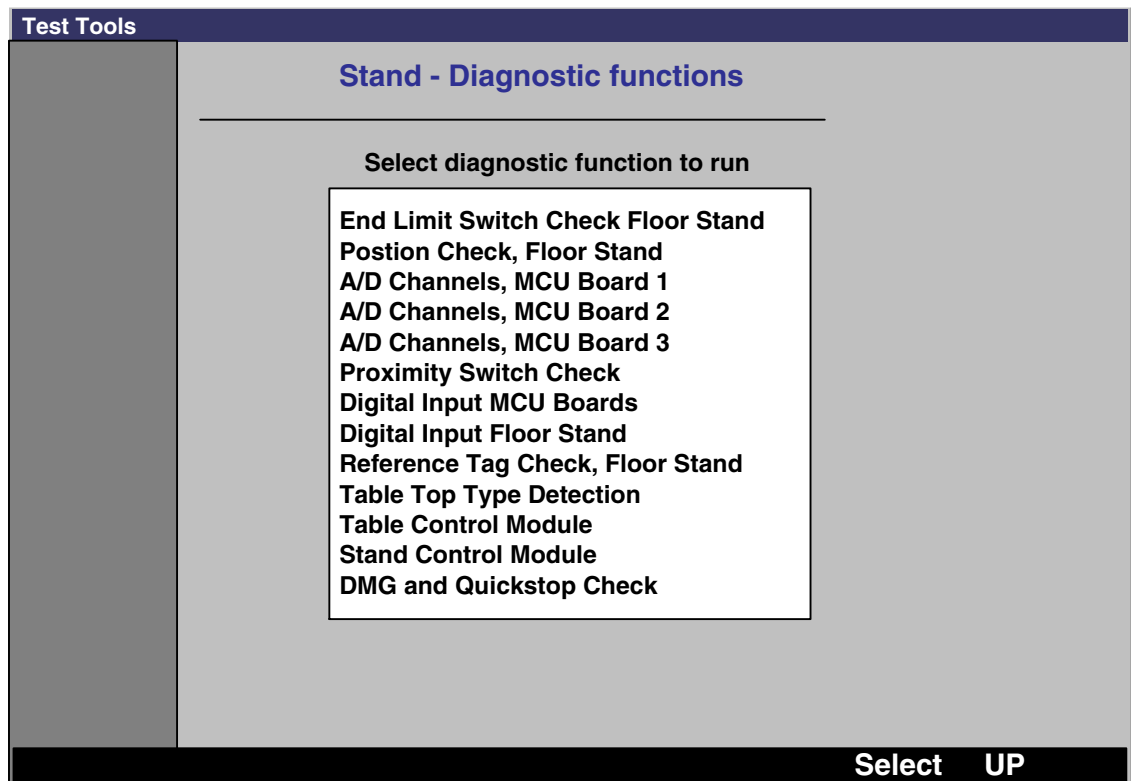 Test Tools
Stand - Diagnostic functions
Select diagnostic function to run
End Limit Switch Check Floor Stand
Postion Check, Floor Stand
A/D Channels, MCU Board 1
A/D Channels, MCU Board 2
A/D Channels, MCU Board 3
Proximity Switch Check
Digital Input MCU Boards
Digital Input Floor Stand
Reference Tag Check, Floor Stand
Table Top Type Detection
Table Control Module
Stand Control Module
DMG and Quickstop Check
Select UP